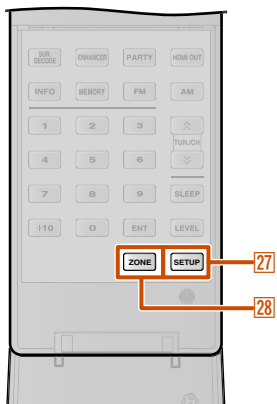 SUR. DECODE ENHANCER PARTY HDMI OUT
INFO MEMORY FM AM
1 2 3
TUN./CH
4 5 6
7 8 9 SLEEP
+10 0 ENT LEVEL
ZONE SETUP
27
28